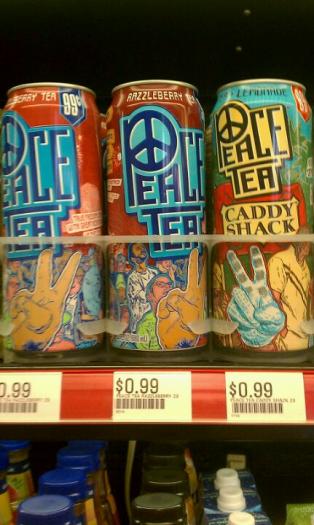 BERRY TEA
99¢
PEACE
TEA
RAZZLEBERRY TEA
PEACE
TEA
LEMONADE
PEACE
TEA
CADDY
SHACK
0.99
$0.99
PEACE TEA RAZZLEBERRY 23
$0.99
PEACE TEA CADDY SHACK 23